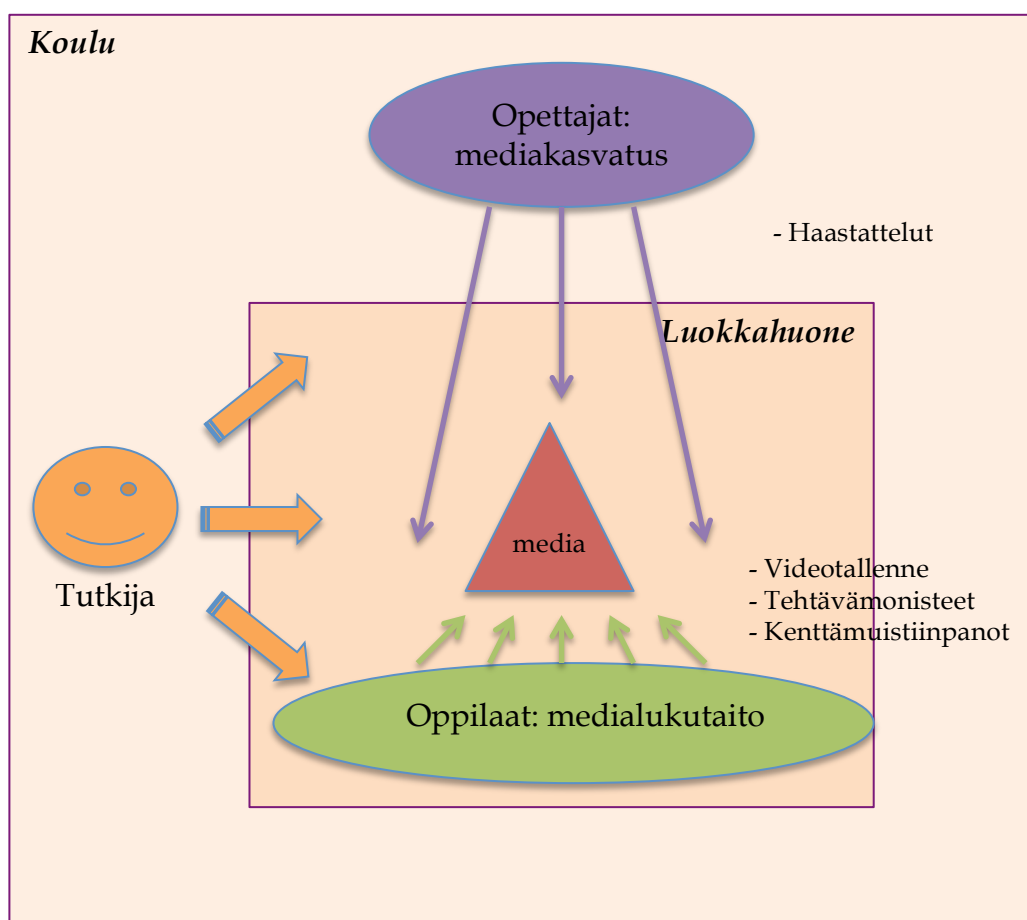 Koulu
Opettajat:
mediakasvatus
- Haastattelut
Luokkahuone
media
- Videotallenne
- Tehtävämonisteet
- Kenttämuistiinpanot
Tutkija
Oppilaat: medialukutaito